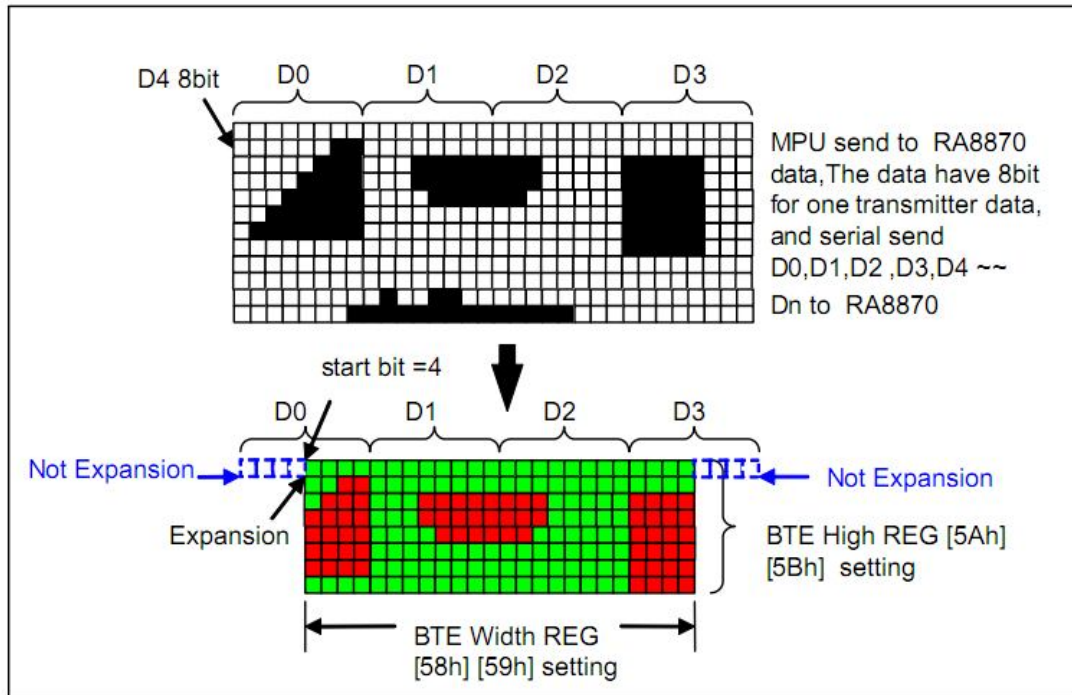 D4 8bit
D0
D1
D2
D3
MPU send to RA8870
data,The data have 8bit
for one transmitter data,
and serial send
D0,D1,D2 ,D3,D4 ~~
Dn to RA8870
start bit =4
D0
D1
D2
D3
Not Expansion
Not Expansion
Expansion
BTE High REG [5Ah]
[5Bh] setting
BTE Width REG
[58h] [59h] setting